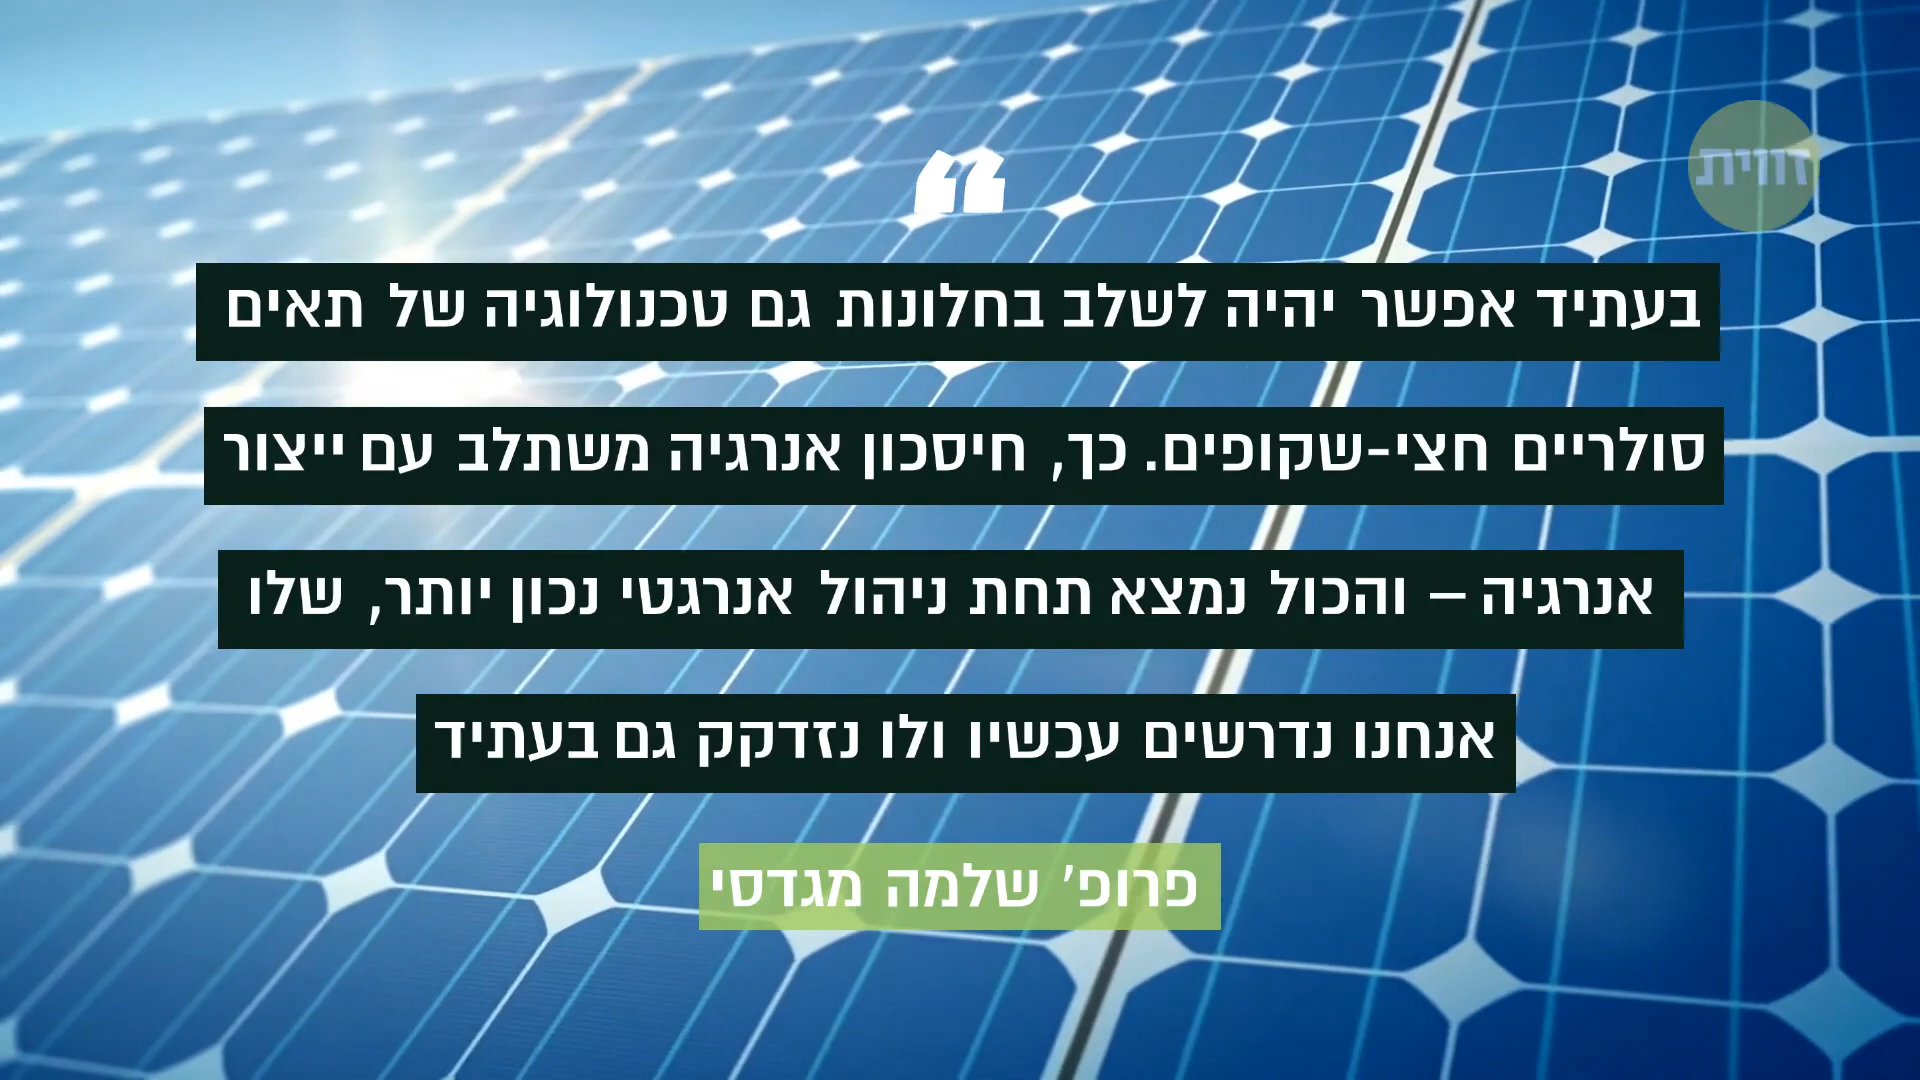 זווית
❝
בעתיד אפשר יהיה לשלב בחלונות גם טכנולוגיה של תאים
סולריים חצי-שקופים. כך, חיסכון אנרגיה משתלב עם ייצור
אנרגיה – והכול נמצא תחת ניהול אנרגטי נכון יותר, שלו
אנחנו נדרשים עכשיו ולו נזדקק גם בעתיד
פרופ' שלמה מגדסי